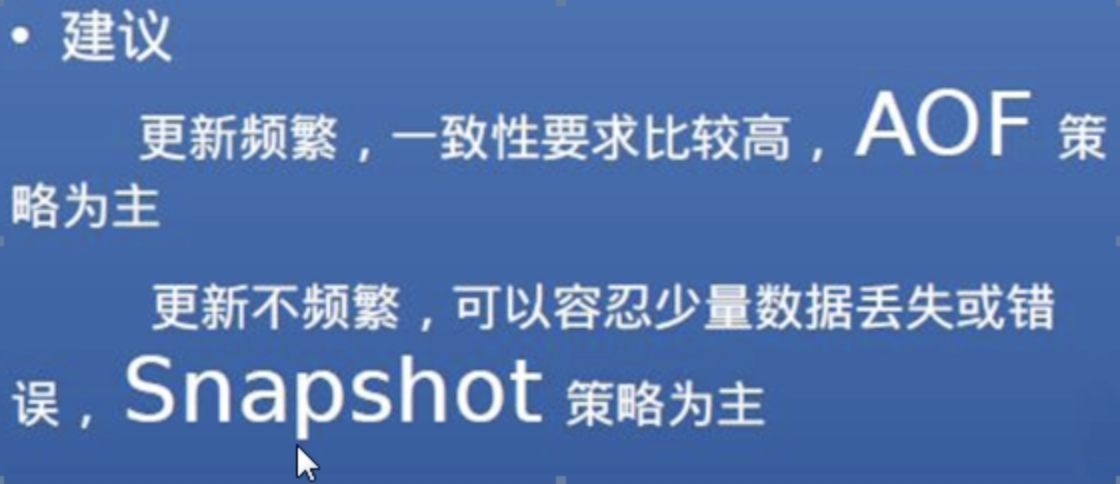 • 建议
更新频繁，一致性要求比较高，AOF 策
略为主
更新不频繁，可以容忍少量数据丢失或错
误，Snapshot 策略为主